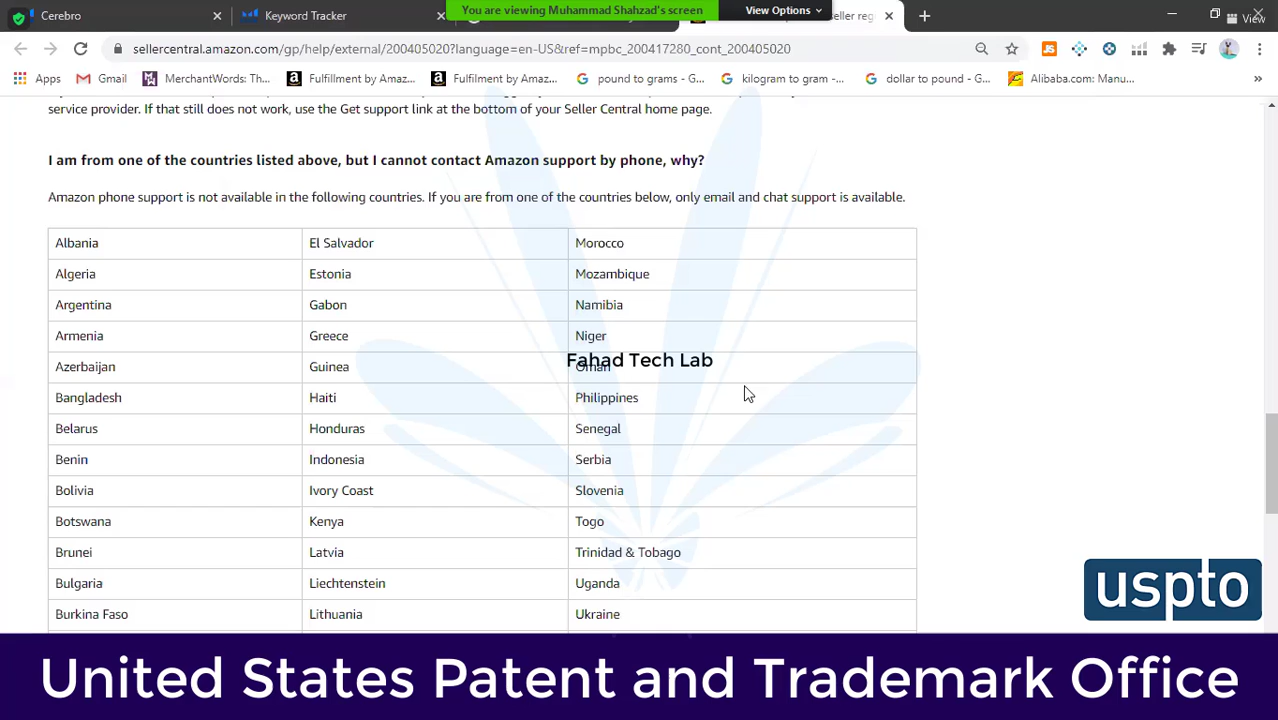 Cerebro
Keyword Tracker
You are viewing Muhammad Shahzad's screen
View Options
eller reg
View
sellercentral.amazon.com/gp/help/external/200405020?language=en-US&ref=mpbc_200417280_cont_200405020
Apps
Gmail
MerchantWords: Th...
Fulfillment by Amaz...
Fulfillment by Amaz...
pound to grams - G...
kilogram to gram -...
dollar to pound - G...
Alibaba.com: Manu...
service provider. If that still does not work, use the Get support link at the bottom of your Seller Central home page.
I am from one of the countries listed above, but I cannot contact Amazon support by phone, why?
Amazon phone support is not available in the following countries. If you are from one of the countries below, only email and chat support is available.
Albania El Salvador Morocco
Algeria Estonia Mozambique
Argentina Gabon Namibia
Armenia Greece Niger
Fahad Tech Lab
Azerbaijan Guinea Oman
Bangladesh Haiti Philippines
Belarus Honduras Senegal
Benin Indonesia Serbia
Bolivia Ivory Coast Slovenia
Botswana Kenya Togo
Brunei Latvia Trinidad & Tobago
Bulgaria Liechtenstein Uganda
Burkina Faso Lithuania Ukraine
uspto
United States Patent and Trademark Office